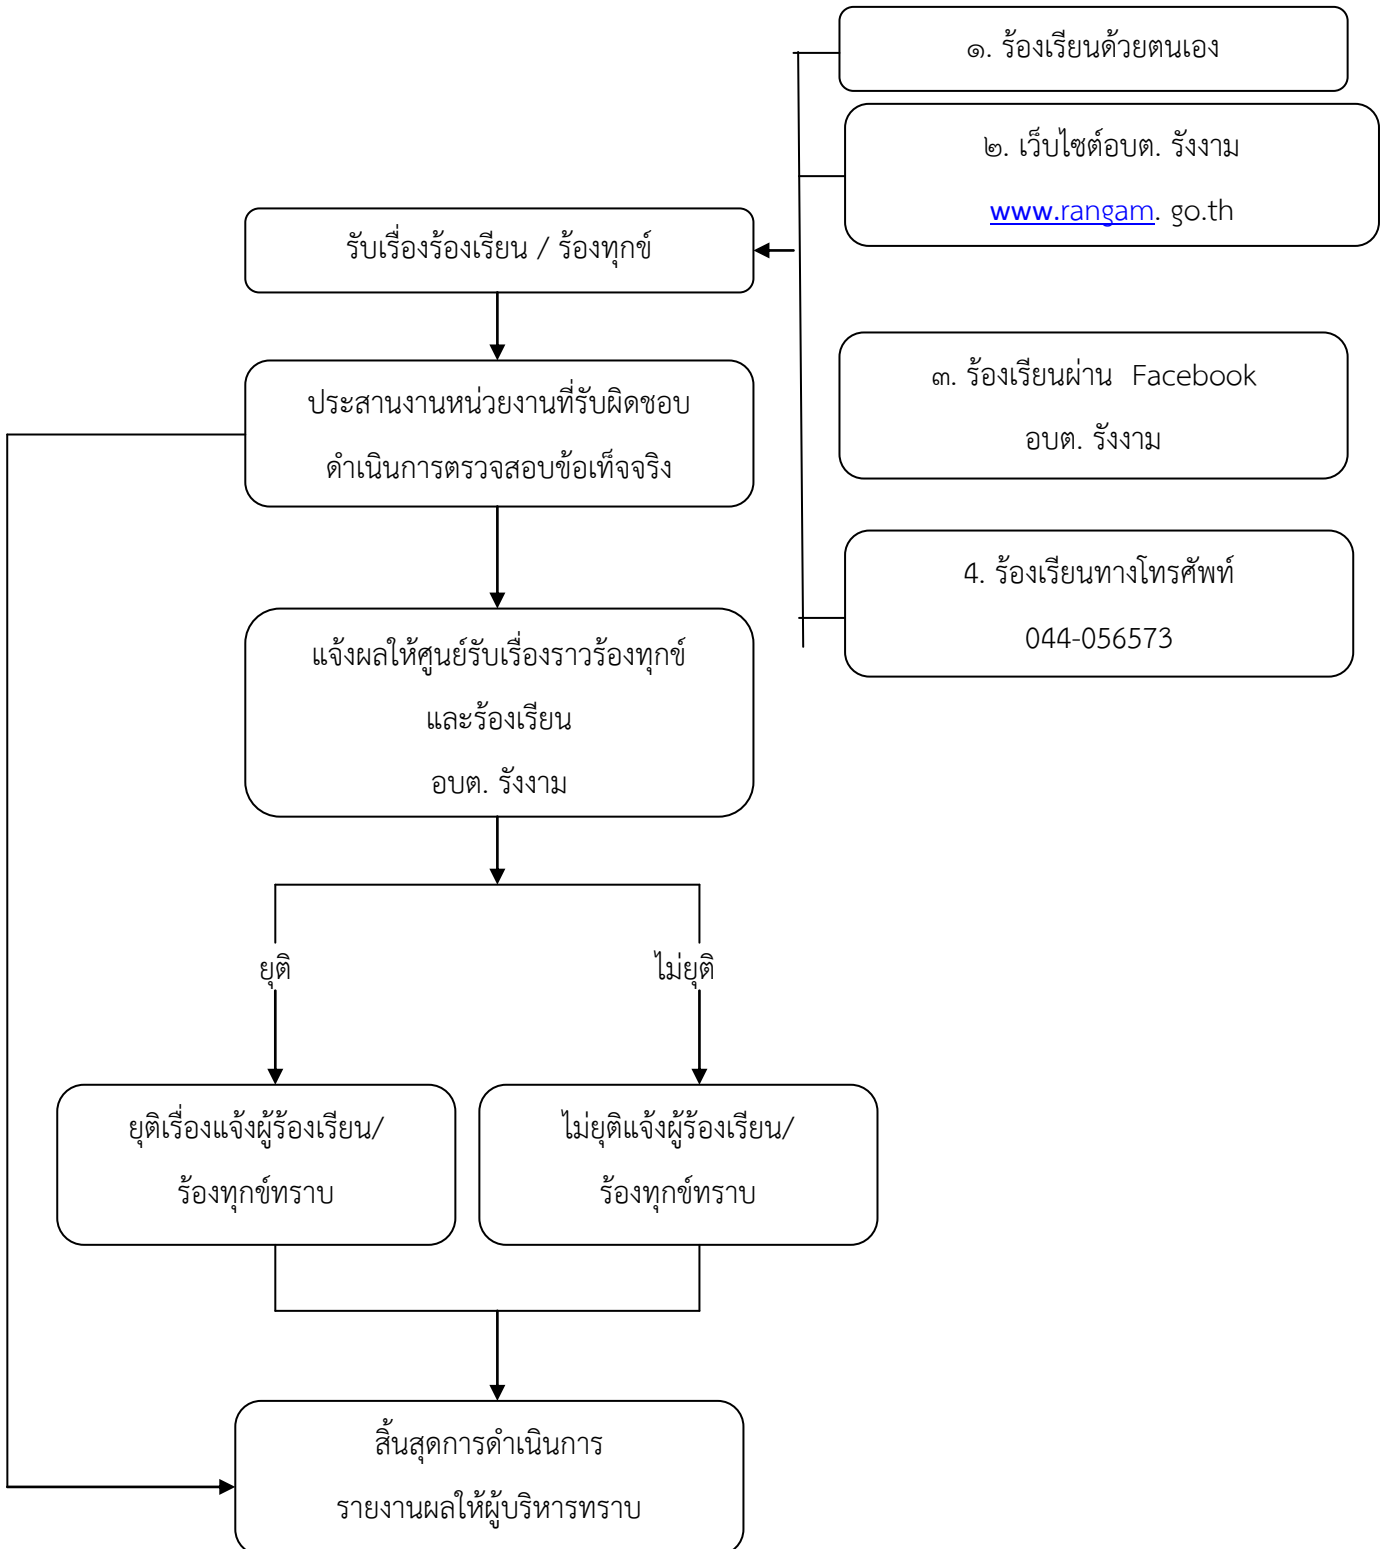 ๑. ร้องเรียนด้วยตนเอง
๒. เว็บไซต์อบต. รังงาม
www.rangam. go.th
รับเรื่องร้องเรียน / ร้องทุกข์
๓. ร้องเรียนผ่าน Facebook
อบต. รังงาม
ประสานงานหน่วยงานที่รับผิดชอบ
ดำเนินการตรวจสอบข้อเท็จจริง
4. ร้องเรียนทางโทรศัพท์
044-056573
แจ้งผลให้ศูนย์รับเรื่องราวร้องทุกข์
และร้องเรียน
อบต. รังงาม
ยุติ
ไม่ยุติ
ยุติเรื่องแจ้งผู้ร้องเรียน/
ร้องทุกข์ทราบ
ไม่ยุติแจ้งผู้ร้องเรียน/
ร้องทุกข์ทราบ
สิ้นสุดการดำเนินการ
รายงานผลให้ผู้บริหารทราบ